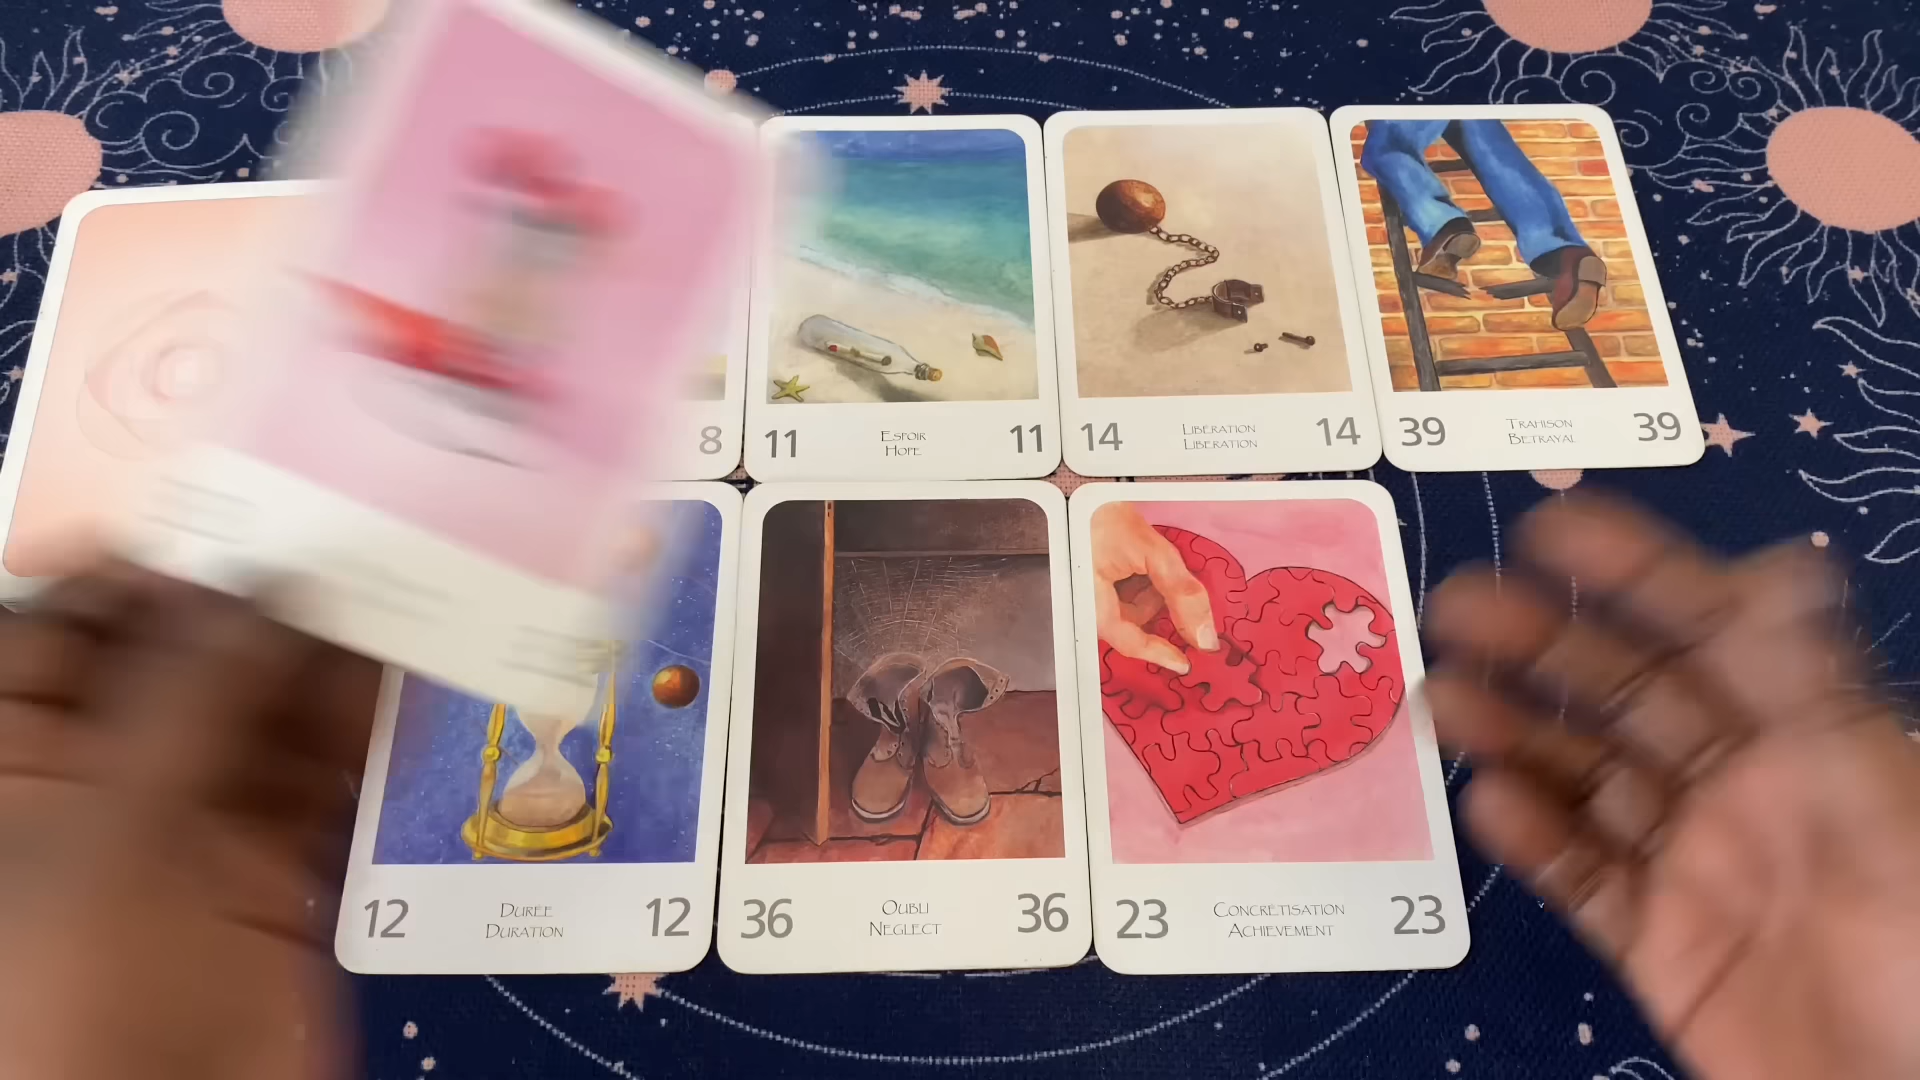 8
11 ESPOIR 11
HOPE
14 LIBÉRATION 14
LIBERATION
39 TRAHISON 39
BETRAYAL
12 DURÉE 12
DURATION
36 OUBLI 36
NEGLECT
23 CONCRÉTISATION 23
ACHIEVEMENT